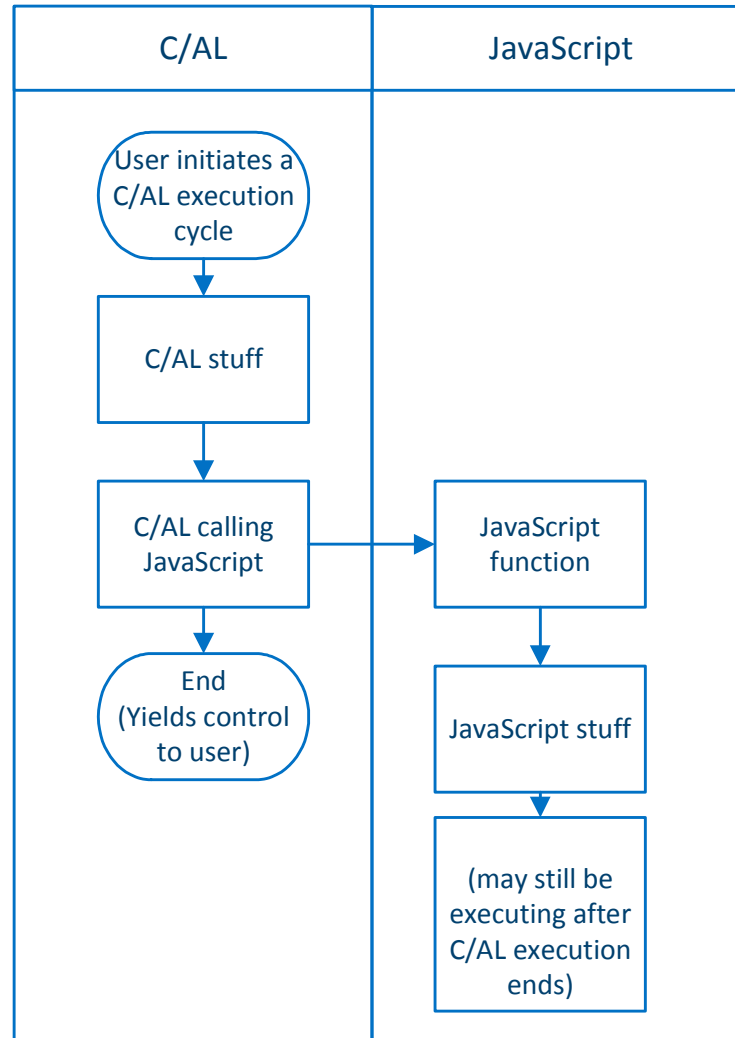 C/AL
JavaScript
User initiates a
C/AL execution
cycle
C/AL stuff
C/AL calling
JavaScript
JavaScript
function
End
(Yields control
to user)
JavaScript stuff
(may still be
executing after
C/AL execution
ends)